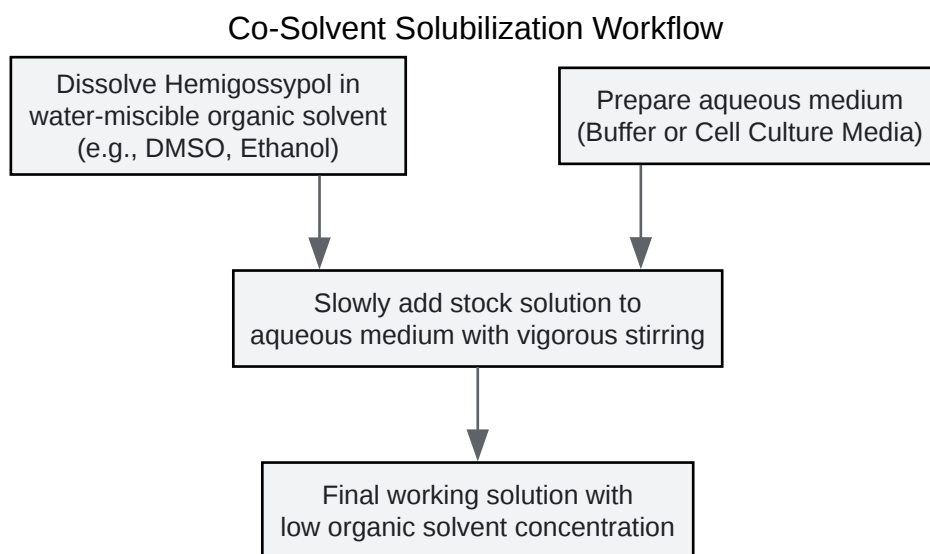 Co-Solvent Solubilization Workflow
Dissolve Hemigossypol in
water-miscible organic solvent
(e.g., DMSO, Ethanol)
Prepare aqueous medium
(Buffer or Cell Culture Media)
Slowly add stock solution to
aqueous medium with vigorous stirring
Final working solution with
low organic solvent concentration